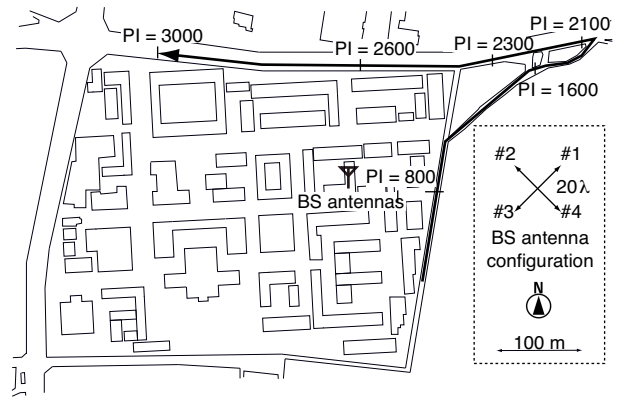 PI = 2100
PI = 3000
PI = 2600
PI = 2300
PI = 1600
PI = 800
BS antennas
#2 #1
20λ
#3 #4
BS antenna
configuration
N
100 m